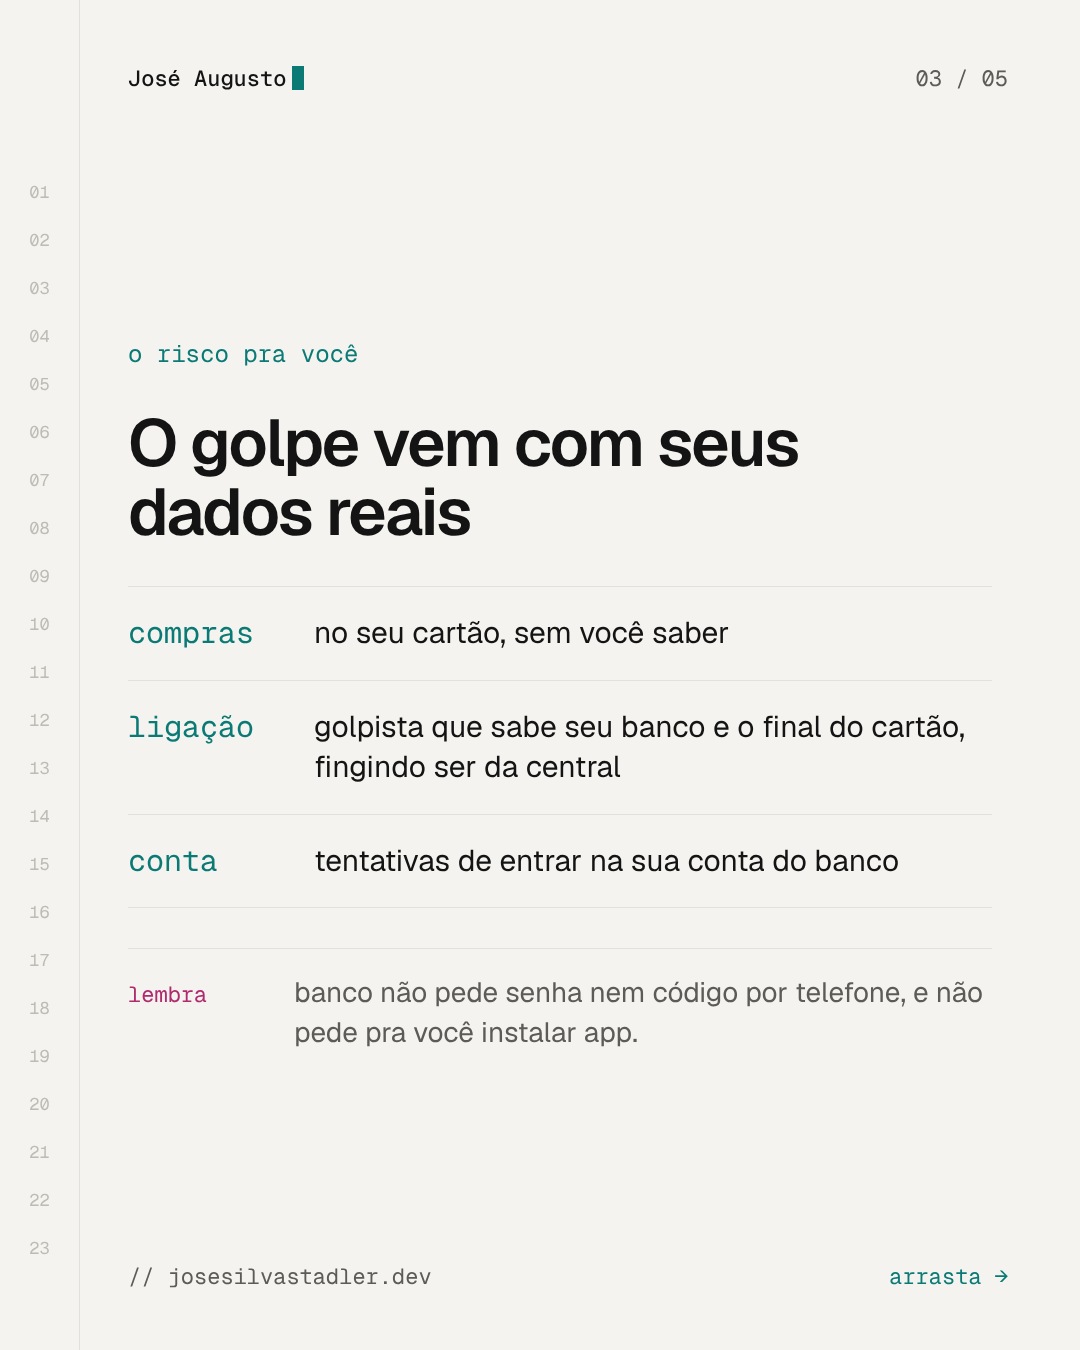 José Augusto
03 / 05
01
02
03
04
o risco pra você
05
06
O golpe vem com seus
07
dados reais
08
09
10
compras no seu cartão, sem você saber
11
12
ligação golpista que sabe seu banco e o final do cartão,
fingindo ser da central
13
14
15
conta tentativas de entrar na sua conta do banco
16
17
lembra banco não pede senha nem código por telefone, e não
18
pede pra você instalar app.
19
20
21
22
23
// josesilvastadler.dev
arrasta →